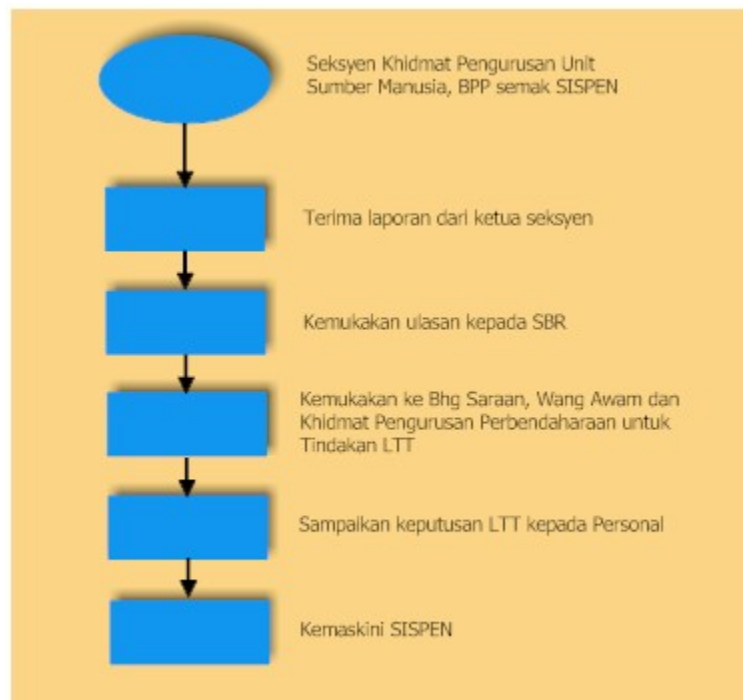 Seksyen Khidmat Pengurusan Unit
Sumber Manusia, BPP semak SISPEN
Terima laporan dari ketua seksyen
Kemukakan ulasan kepada SBR
Kemukakan ke Bhg Saraan, Wang Awam dan
Khidmat Pengurusan Perbendaharaan untuk
Tindakan LTT
Sampaikan keputusan LTT kepada Personal
Kemaskini SISPEN